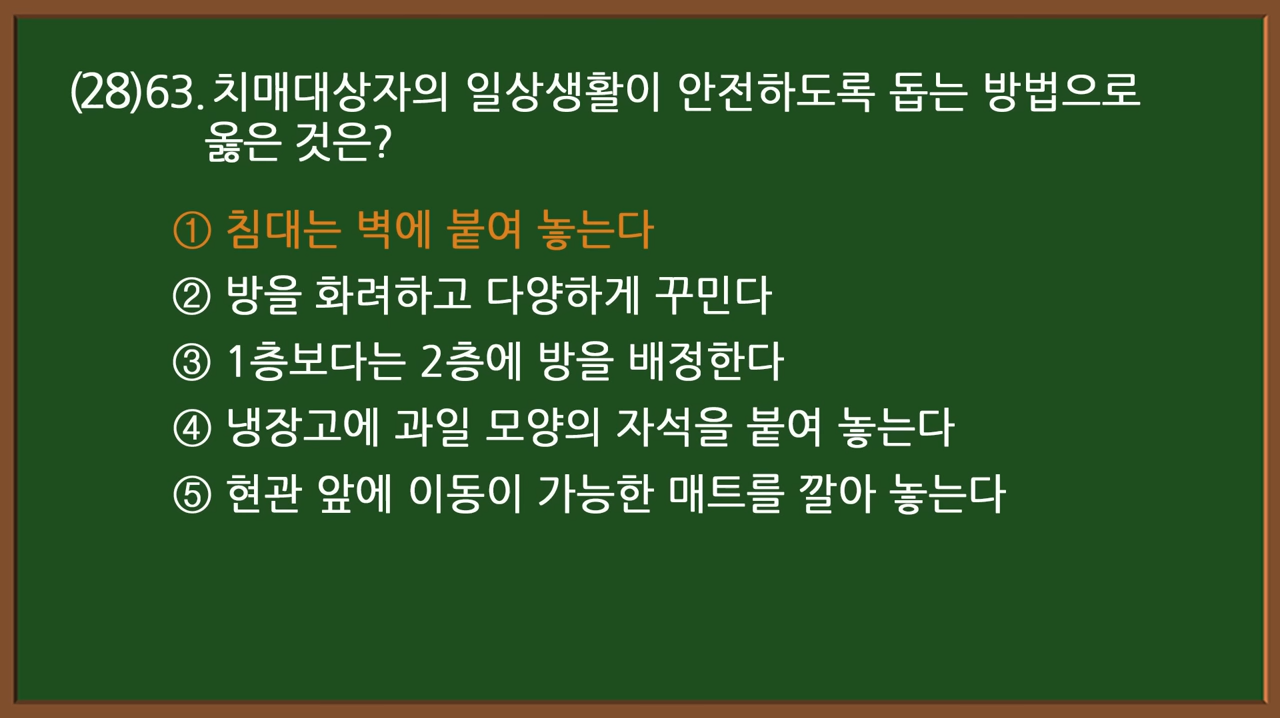 (28)63. 치매대상자의 일상생활이 안전하도록 돕는 방법으로
옳은 것은?
① 침대는 벽에 붙여 놓는다
② 방을 화려하고 다양하게 꾸민다
③ 1층보다는 2층에 방을 배정한다
④ 냉장고에 과일 모양의 자석을 붙여 놓는다
⑤ 현관 앞에 이동이 가능한 매트를 깔아 놓는다